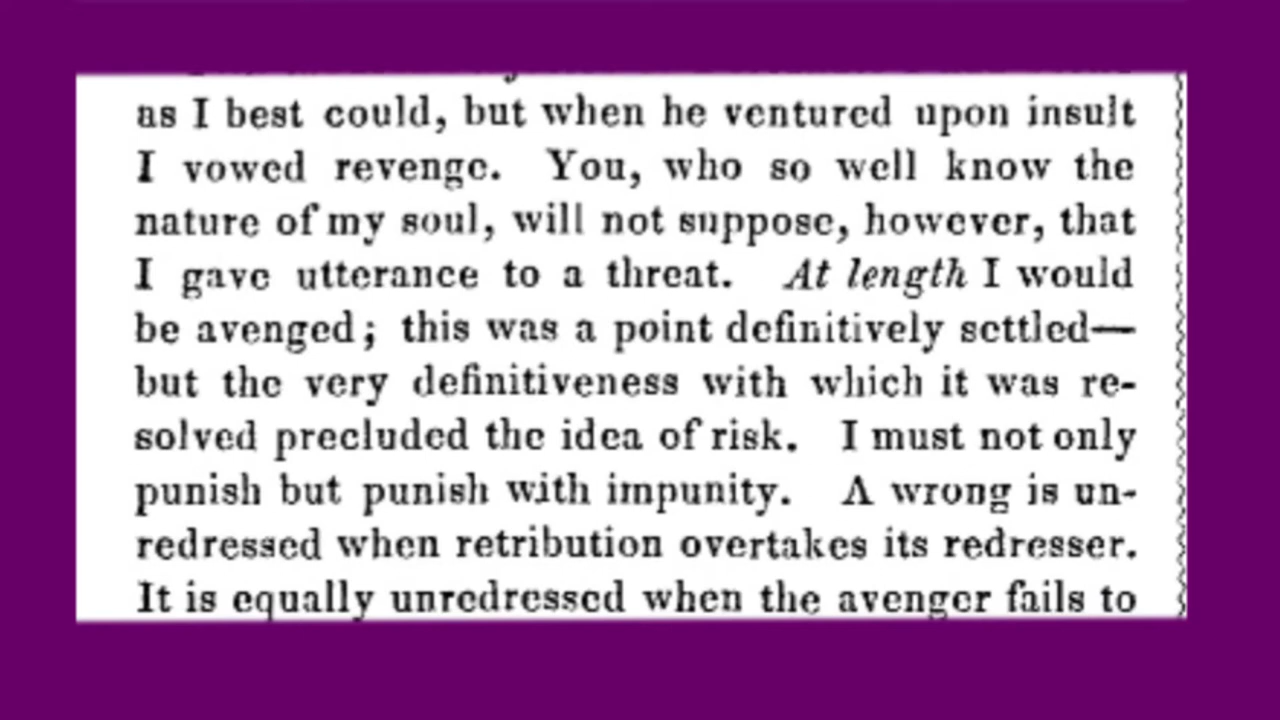 as I best could, but when he ventured upon insult
I vowed revenge. You, who so well know the
nature of my soul, will not suppose, however, that
I gave utterance to a threat. At length I would
be avenged; this was a point definitively settled—
but the very definitiveness with which it was re-
solved precluded the idea of risk. I must not only
punish but punish with impunity. A wrong is un-
redressed when retribution overtakes its redresser.
It is equally unredressed when the avenger fails to